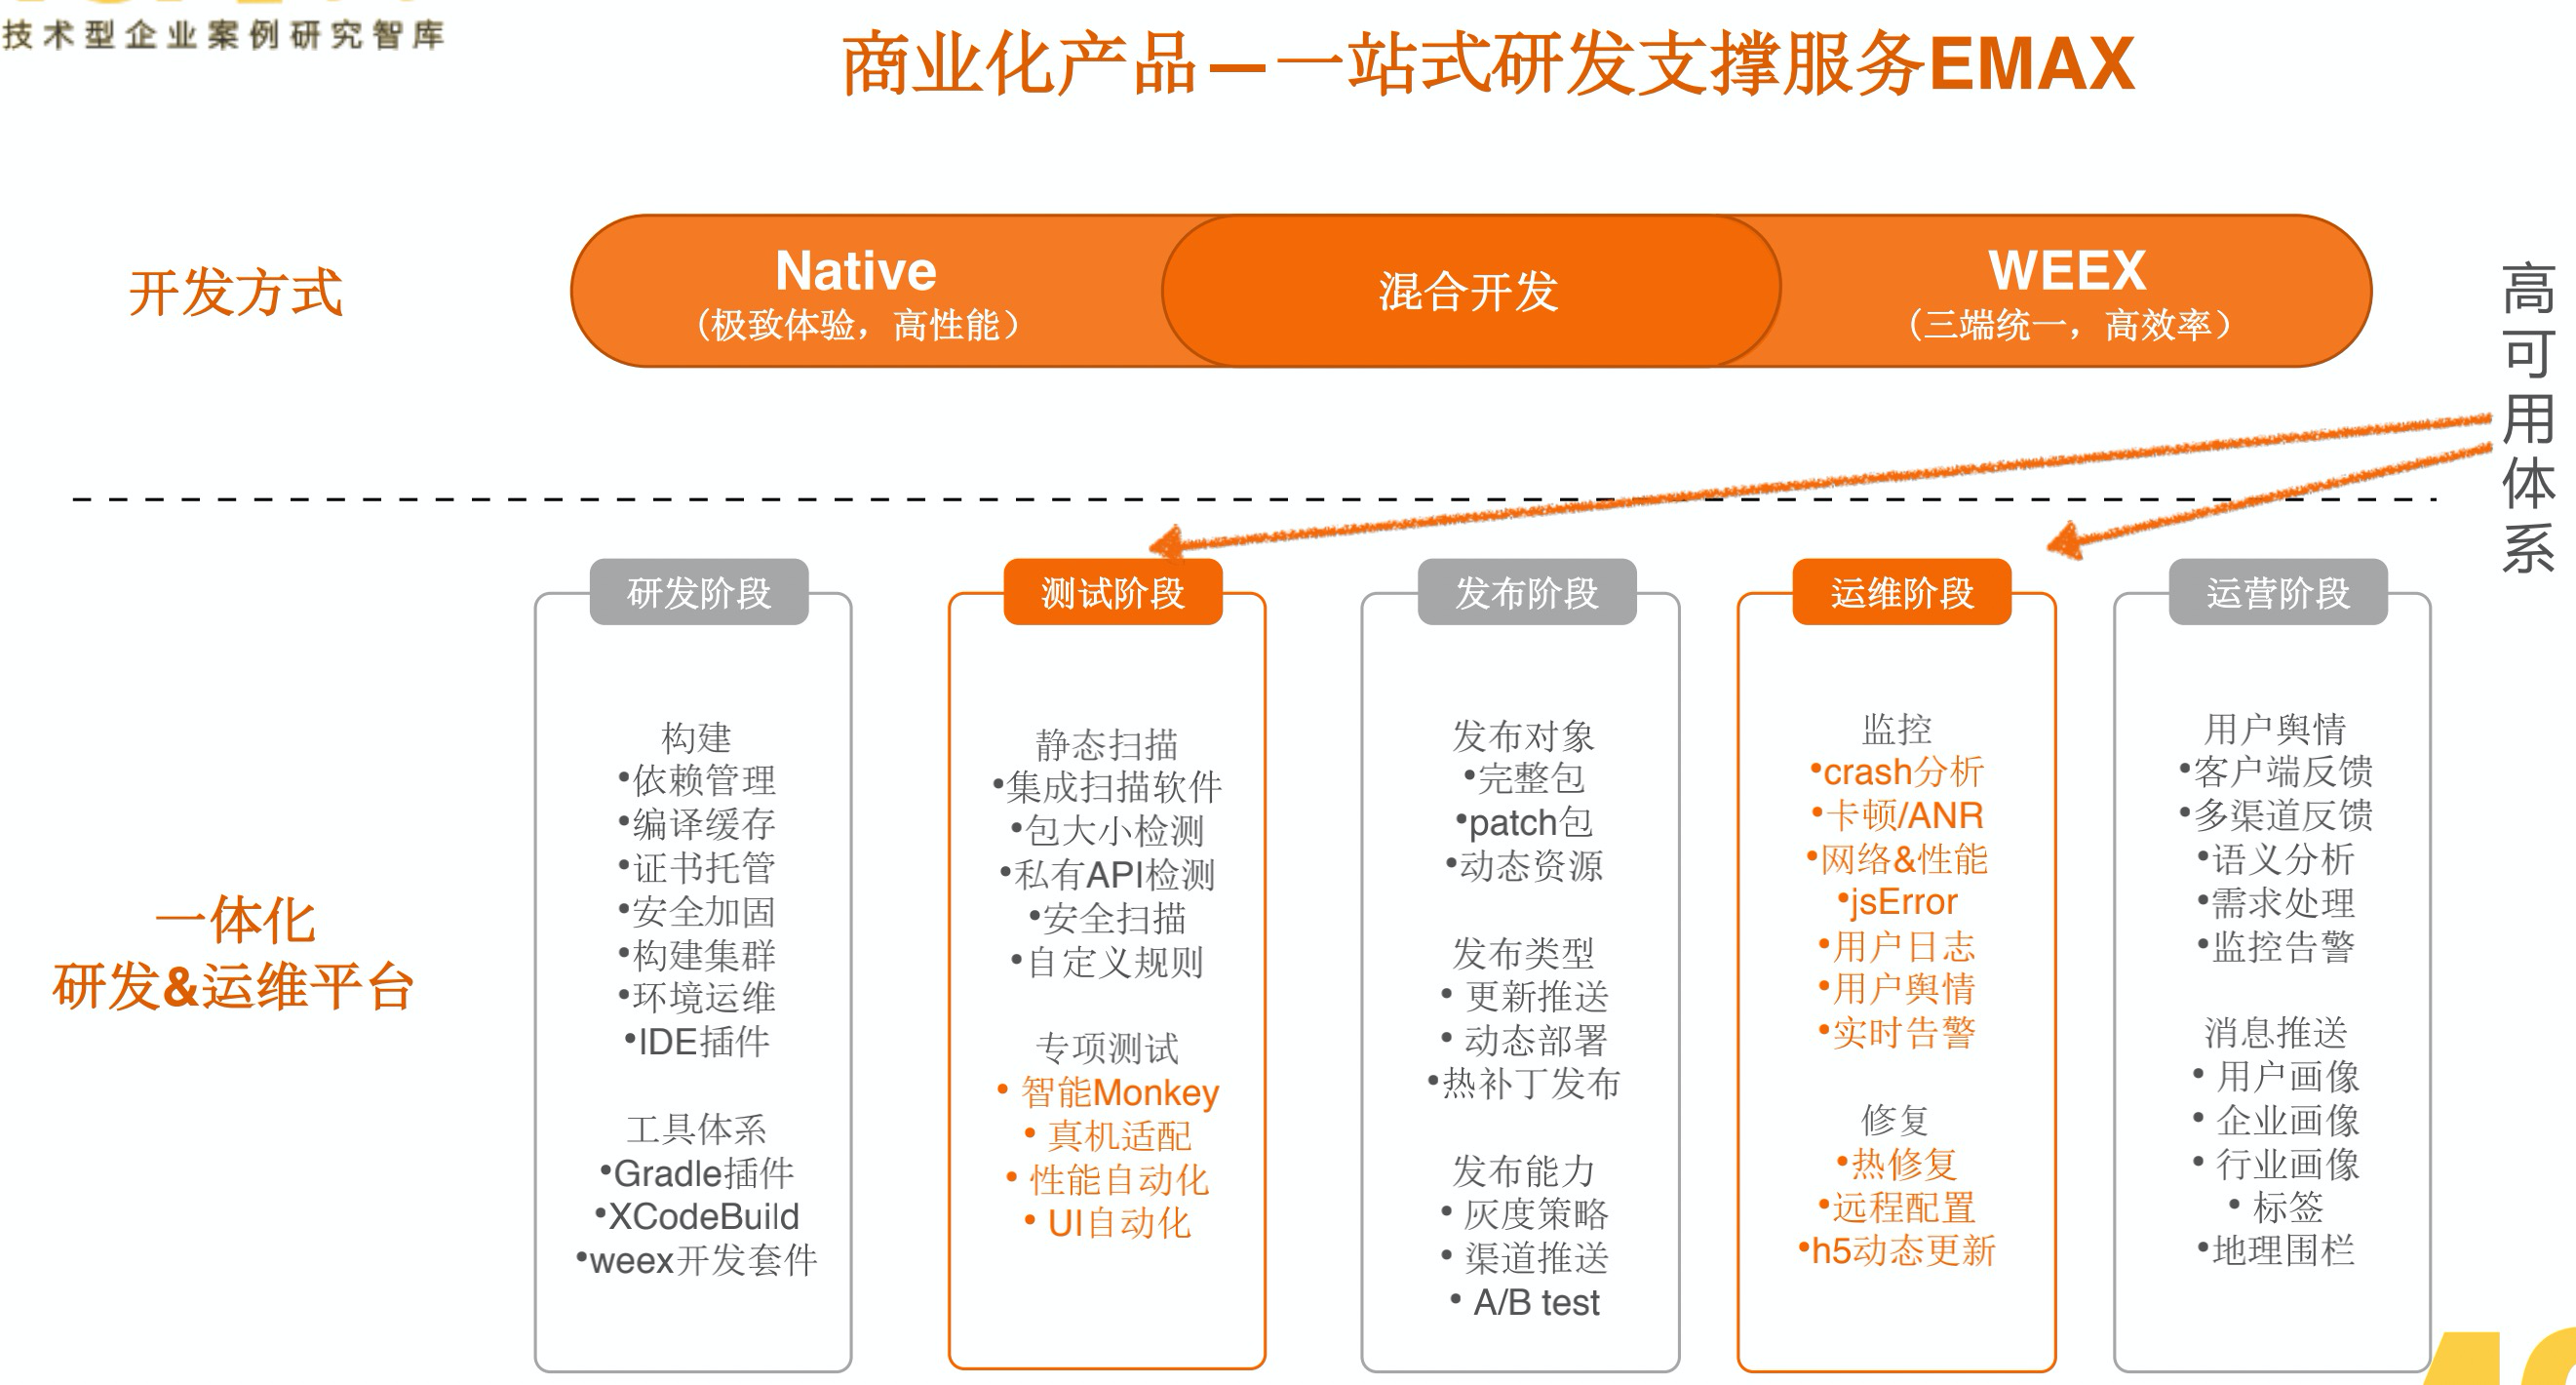 技术型企业案例研究智库
商业化产品—一站式研发支撑服务EMAX
开发方式
Native
（极致体验，高性能）
混合开发
WEEX
（三端统一，高效率）
高可用体系
一体化
研发&运维平台
研发阶段
构建
•依赖管理
•编译缓存
•证书托管
•安全加固
•构建集群
•环境运维
•IDE插件
工具体系
•Gradle插件
•XCodeBuild
•weex开发套件
测试阶段
静态扫描
•集成扫描软件
•包大小检测
•私有API检测
•安全扫描
•自定义规则
专项测试
• 智能Monkey
• 真机适配
• 性能自动化
• UI自动化
发布阶段
发布对象
•完整包
•patch包
•动态资源
发布类型
• 更新推送
• 动态部署
•热补丁发布
发布能力
• 灰度策略
• 渠道推送
• A/B test
运维阶段
监控
•crash分析
•卡顿/ANR
•网络&性能
•jsError
•用户日志
•用户舆情
•实时告警
修复
•热修复
•远程配置
•h5动态更新
运营阶段
用户舆情
•客户端反馈
•多渠道反馈
•语义分析
•需求处理
•监控告警
消息推送
• 用户画像
• 企业画像
• 行业画像
• 标签
•地理围栏